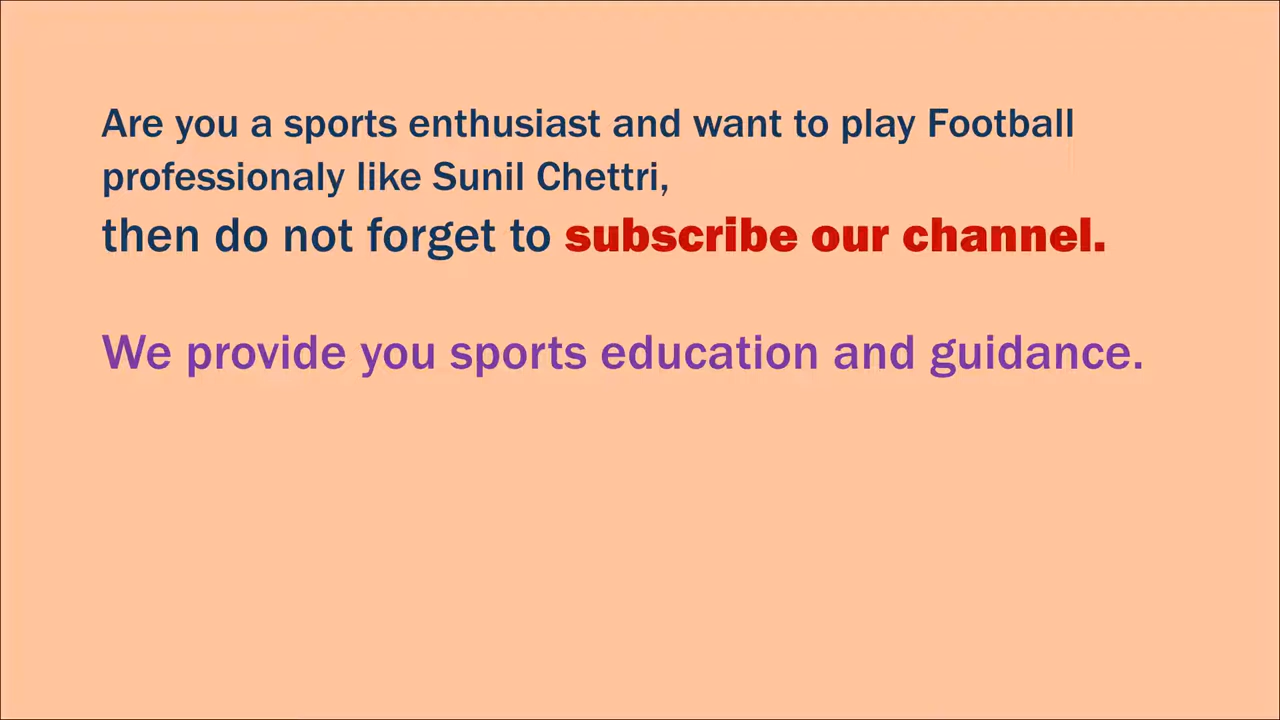 Are you a sports enthusiast and want to play Football
professionaly like Sunil Chettri,
then do not forget to subscribe our channel.
We provide you sports education and guidance.